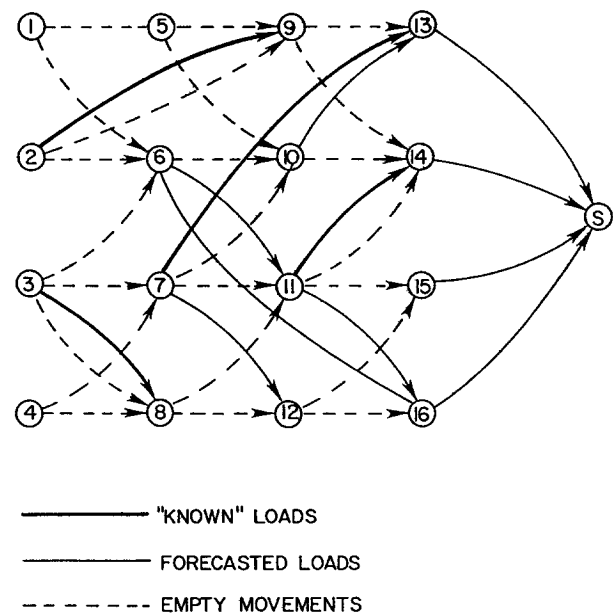 1 5 9 13
2 6 10 14
S
3 7 11 15
4 8 12 16
"KNOWN" LOADS
FORECASTED LOADS
EMPTY MOVEMENTS